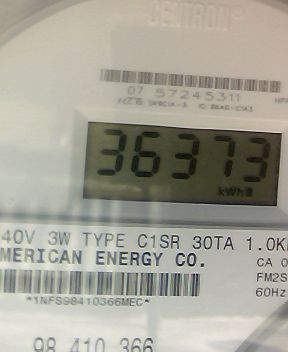 CENTRON®
07 57245311
36373
kWh
40V 3W TYPE C1SR 30TA 1.0K
MERICAN ENERGY CO.
CA 0
FM2S
60Hz
*1NFS98410366MEC*
98 410 366